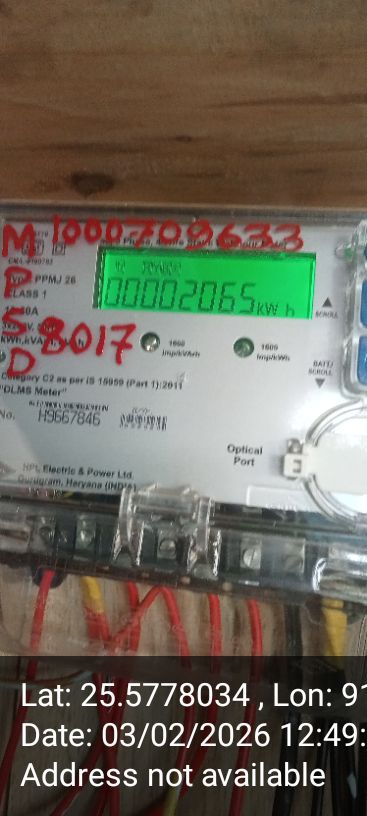 M 1000709633
P
S 8017
D
PPMJ 26
CLASS 1
00002065 kWh
SCROLL
1600
imp/kVArh
1600
imp/kWh
BATT/
SCROLL
Category C2 as per IS 15959 (Part 1):2011
"DLMS Meter"
No. H9667846
Optical
Port
HPL Electric & Power Ltd.
Gurugram, Haryana (INDIA)
Lat: 25.5778034 , Lon: 91
Date: 03/02/2026 12:49:
Address not available